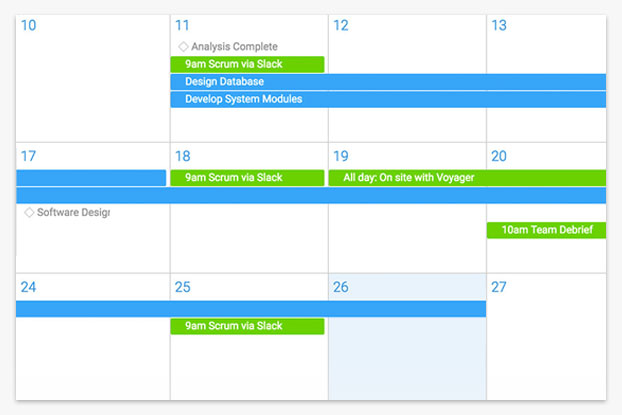 10
11
12
13
Analysis Complete
9am Scrum via Slack
Design Database
Develop System Modules
17
18
19
20
9am Scrum via Slack
All day: On site with Voyager
Software Desigr
10am Team Debrief
24
25
26
27
9am Scrum via Slack